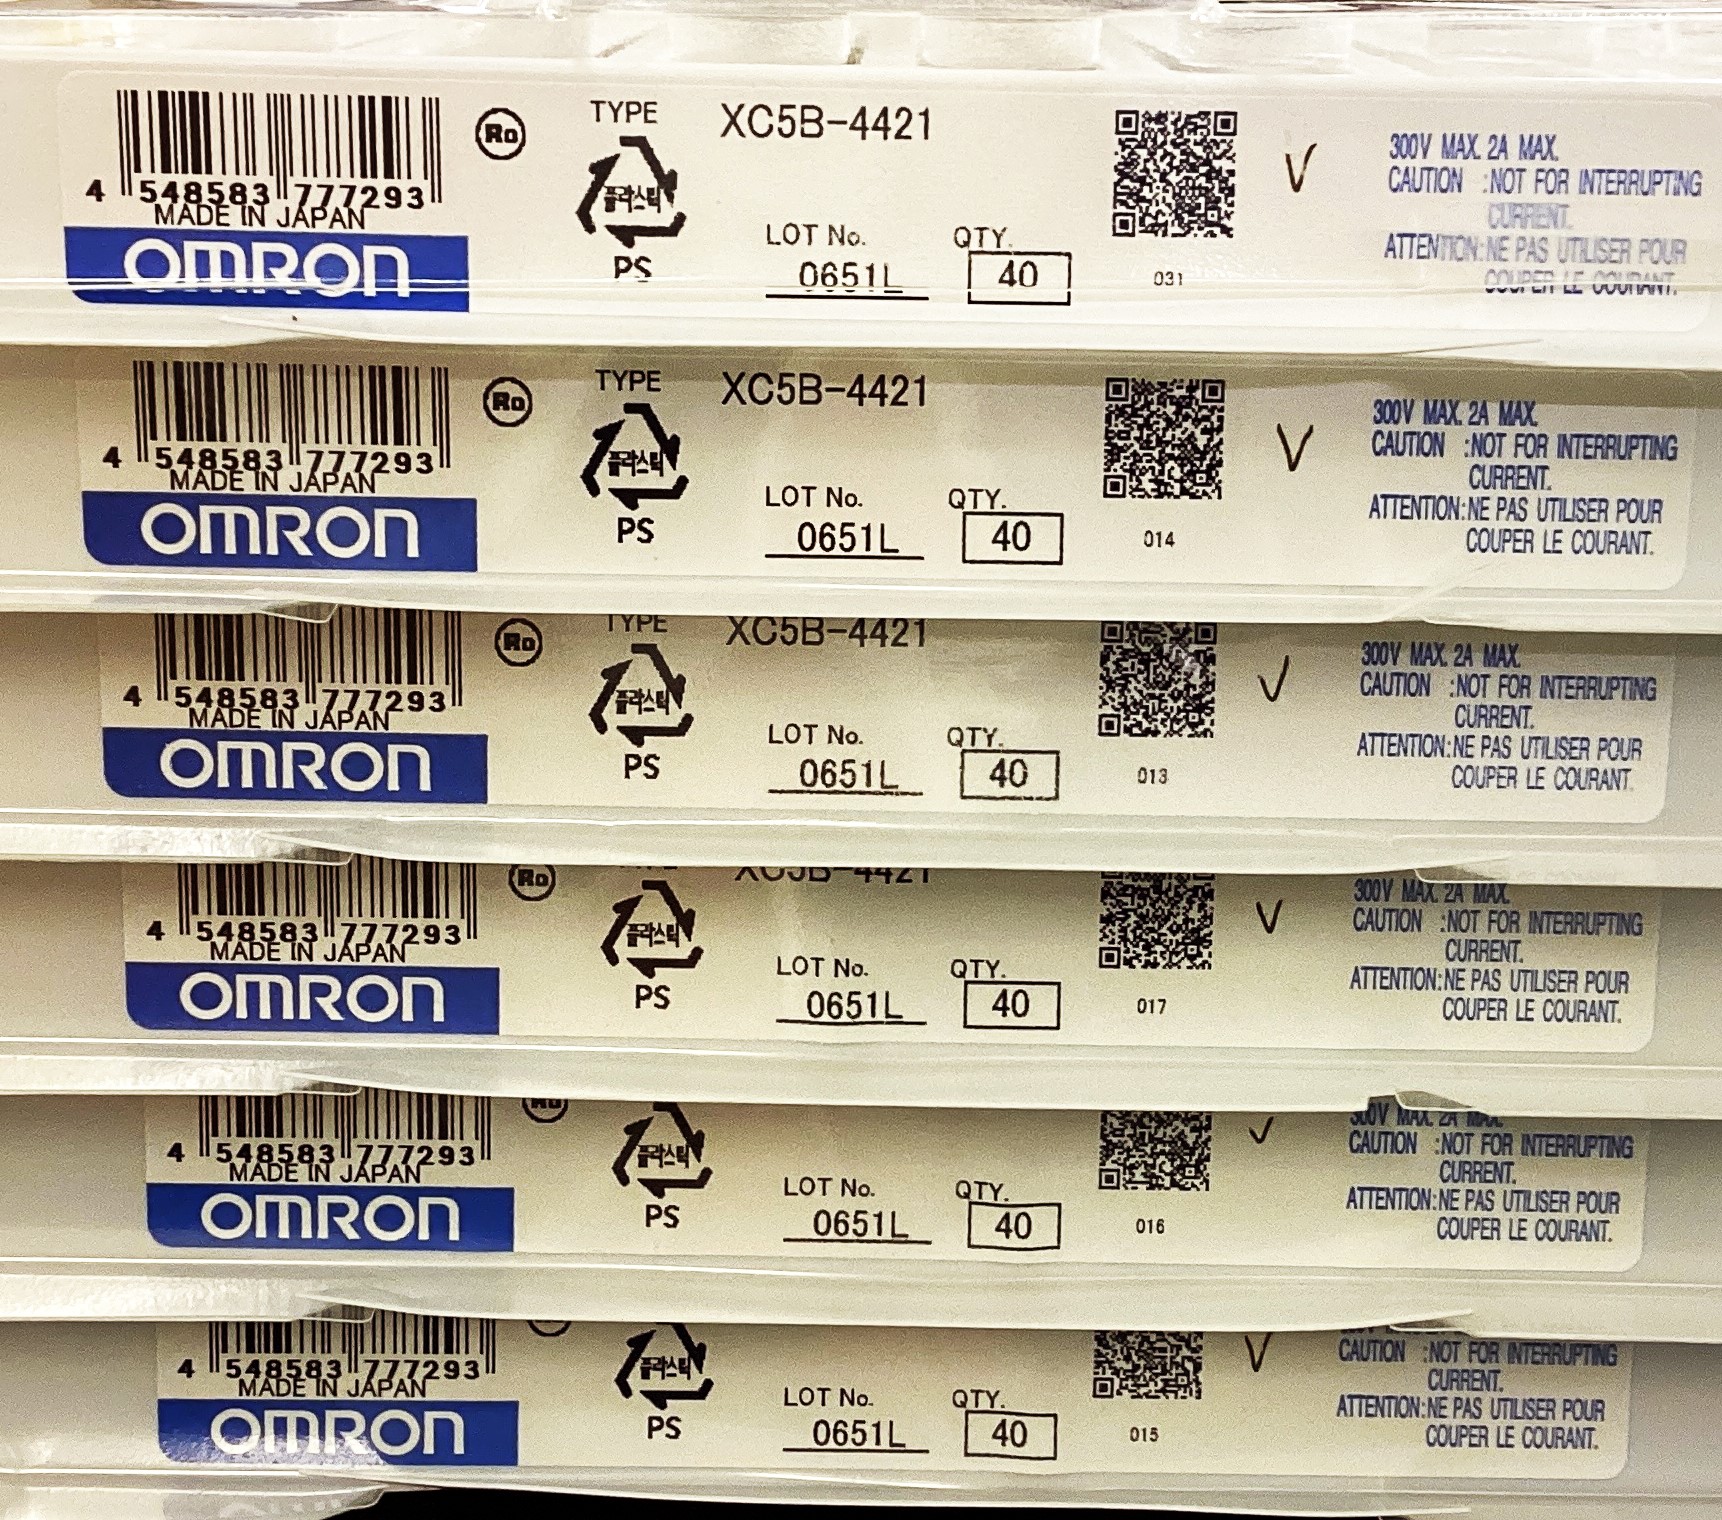 TYPE XC5B-4421
Ro
플라스틱
4 548583 777293
MADE IN JAPAN
300V MAX. 2A MAX.
CAUTION :NOT FOR INTERRUPTING
CURRENT.
ATTENTION:NE PAS UTILISER POUR
COUPER LE COURANT.
LOT No. QTY.
OMRON PS 0651L 40 031
TYPE XC5B-4421
Ro
플라스틱
4 548583 777293
MADE IN JAPAN
300V MAX. 2A MAX.
CAUTION :NOT FOR INTERRUPTING
CURRENT.
ATTENTION:NE PAS UTILISER POUR
COUPER LE COURANT.
LOT No. QTY.
OMRON PS 0651L 40 014
TYPE XC5B-4421
Ro
플라스틱
4 548583 777293
MADE IN JAPAN
300V MAX. 2A MAX.
CAUTION :NOT FOR INTERRUPTING
CURRENT.
ATTENTION:NE PAS UTILISER POUR
COUPER LE COURANT.
LOT No. QTY.
OMRON PS 0651L 40 013
XC5B-4421
Ro
플라스틱
4 548583 777293
MADE IN JAPAN
300V MAX. 2A MAX.
CAUTION :NOT FOR INTERRUPTING
CURRENT.
ATTENTION:NE PAS UTILISER POUR
COUPER LE COURANT.
LOT No. QTY.
OMRON PS 0651L 40 017
Ro
플라스틱
4 548583 777293
MADE IN JAPAN
300V MAX. 2A MAX.
CAUTION :NOT FOR INTERRUPTING
CURRENT.
ATTENTION:NE PAS UTILISER POUR
COUPER LE COURANT.
LOT No. QTY.
OMRON PS 0651L 40 016
플라스틱
4 548583 777293
MADE IN JAPAN
CAUTION :NOT FOR INTERRUPTING
CURRENT.
ATTENTION:NE PAS UTILISER POUR
COUPER LE COURANT.
LOT No. QTY.
OMRON PS 0651L 40 015